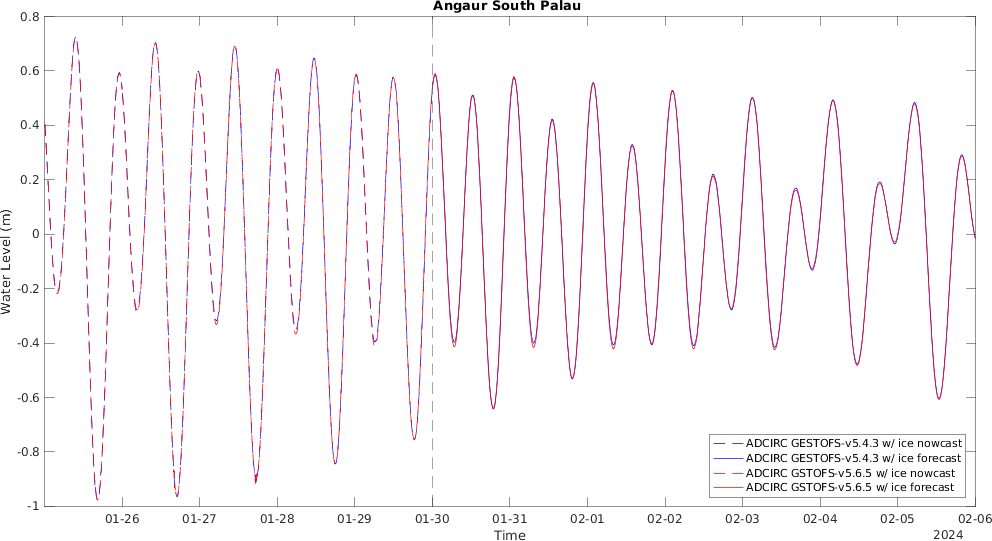 Angaur South Palau
0.8
0.6
0.4
0.2
0
-0.2
-0.4
-0.6
-0.8
-1
Water Level (m)
01-26 01-27 01-28 01-29 01-30 01-31 02-01 02-02 02-03 02-04 02-05 02-06
Time
2024
ADCIRC GESTOFS-v5.4.3 w/ ice nowcast
ADCIRC GESTOFS-v5.4.3 w/ ice forecast
ADCIRC GSTOFS-v5.6.5 w/ ice nowcast
ADCIRC GSTOFS-v5.6.5 w/ ice forecast